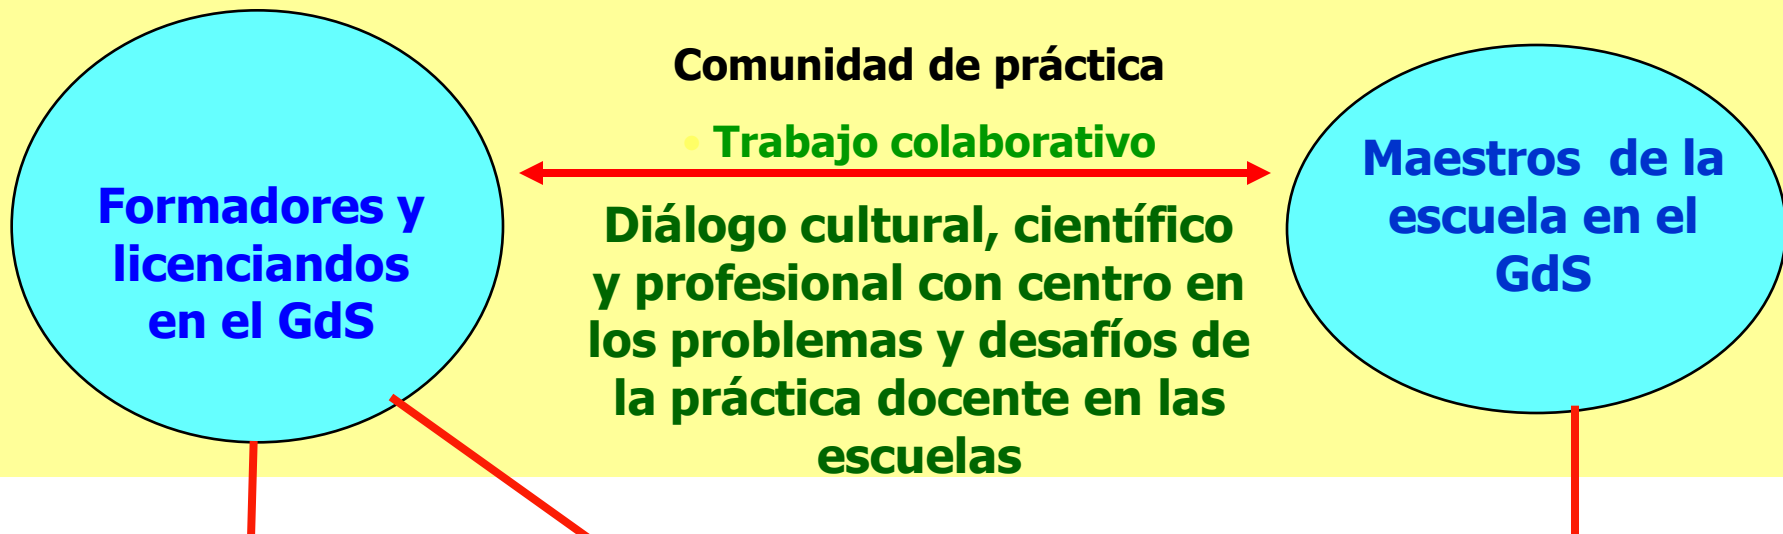 Comunidad de práctica
• Trabajo colaborativo
Formadores y
licenciandos
en el GdS
Diálogo cultural, científico
y profesional con centro en
los problemas y desafíos de
la práctica docente en las
escuelas
Maestros de la
escuela en el
GdS